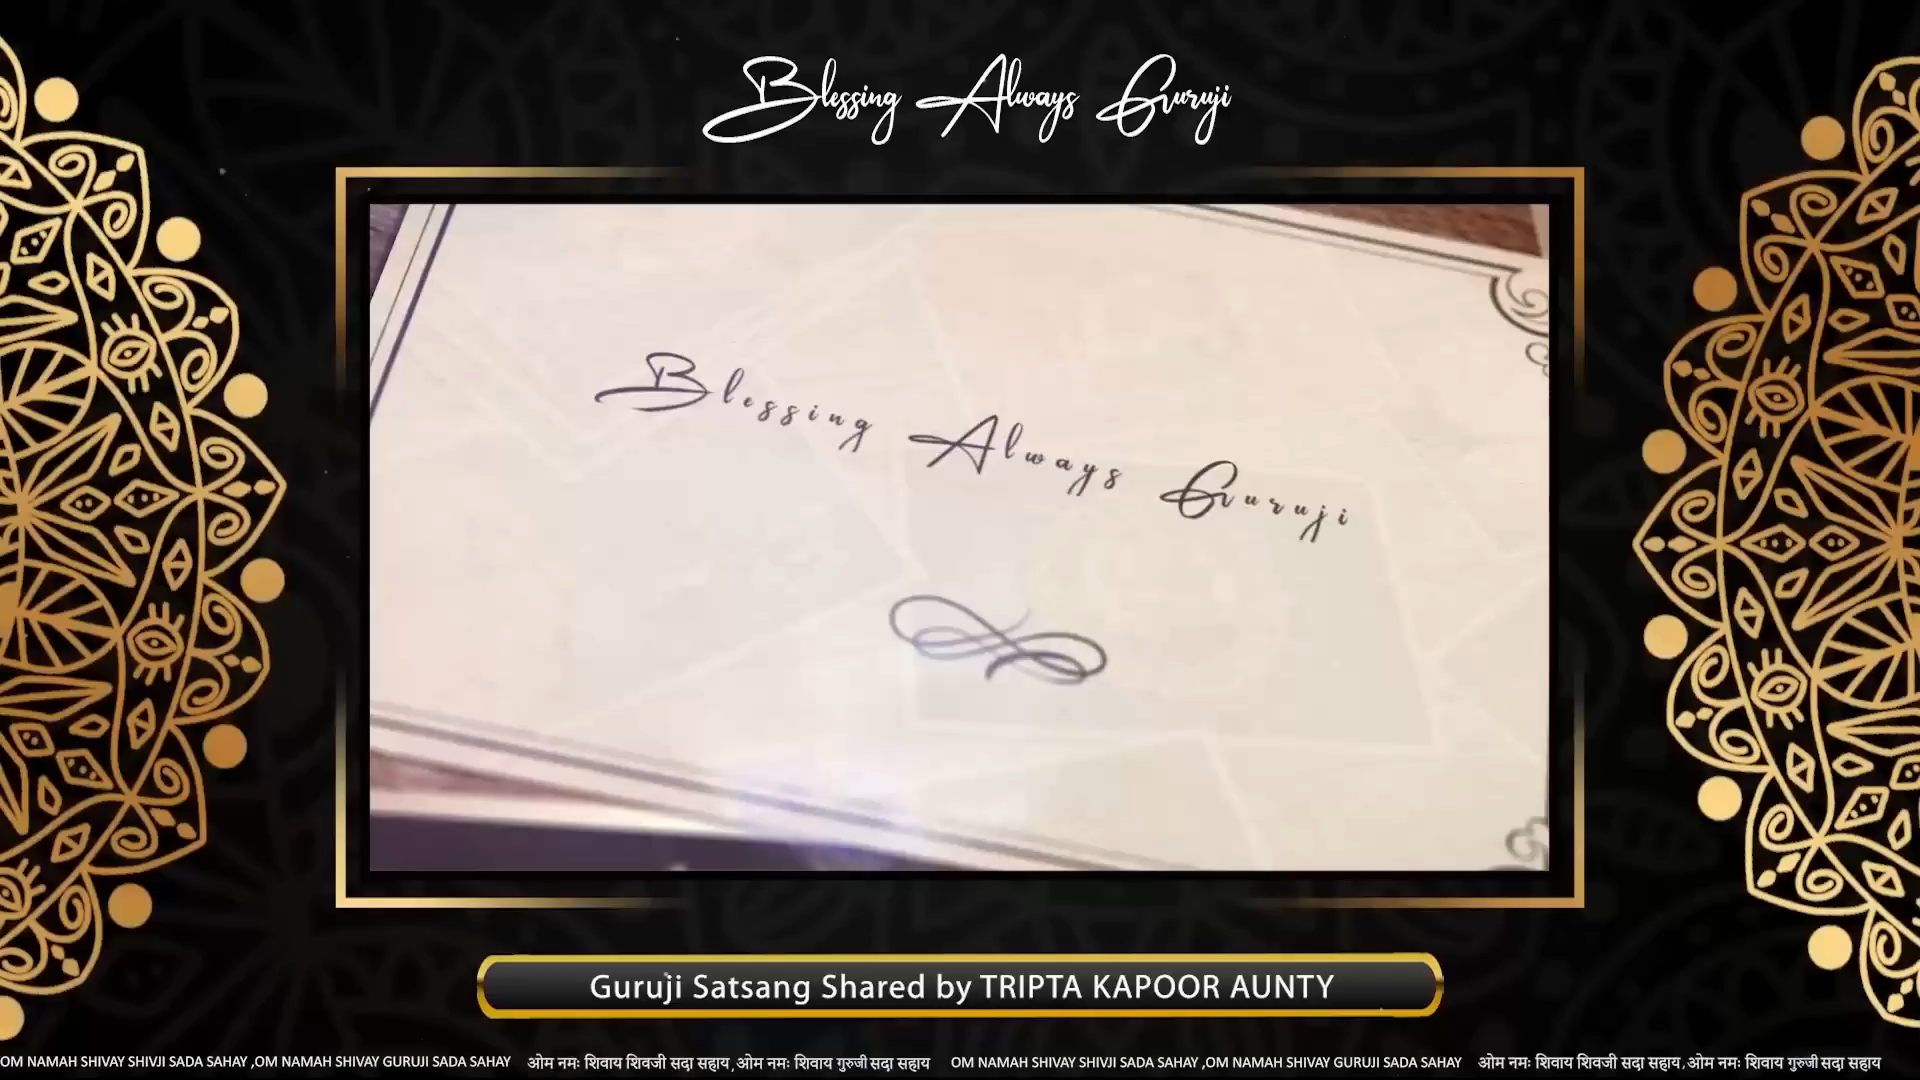 Blessing Always Guruji
Blessing Always Guruji
Guruji Satsang Shared by TRIPTA KAPOOR AUNTY
OM NAMAH SHIVAY SHIVJI SADA SAHAY ,OM NAMAH SHIVAY GURUJI SADA SAHAY ओम नमः शिवाय शिवजी सदा सहाय ,ओम नमः शिवाय गुरुजी सदा सहाय OM NAMAH SHIVAY SHIVJI SADA SAHAY ,OM NAMAH SHIVAY GURUJI SADA SAHAY ओम नमः शिवाय शिवजी सदा सहाय ,ओम नमः शिवाय गुरुजी सदा सहाय